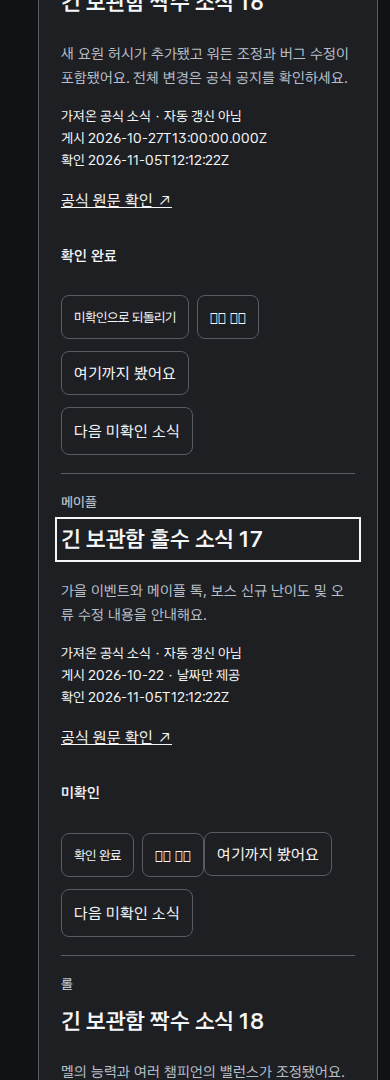 긴 보관함 짝수 소식 16
새 요원 허시가 추가됐고 워든 조정과 버그 수정이
포함됐어요. 전체 변경은 공식 공지를 확인하세요.
가져온 공식 소식 · 자동 갱신 아님
게시 2026-10-27T13:00:00.000Z
확인 2026-11-05T12:12:22Z
공식 원문 확인 ↗
확인 완료
미확인으로 되돌리기
여기까지 봤어요
다음 미확인 소식
메이플
긴 보관함 홀수 소식 17
가을 이벤트와 메이플 톡, 보스 신규 난이도 및 오
류 수정 내용을 안내해요.
가져온 공식 소식 · 자동 갱신 아님
게시 2026-10-22 · 날짜만 제공
확인 2026-11-05T12:12:22Z
공식 원문 확인 ↗
미확인
확인 완료 여기까지 봤어요
다음 미확인 소식
롤
긴 보관함 짝수 소식 18
멜의 능력과 여러 챔피언의 밸런스가 조정됐어요.